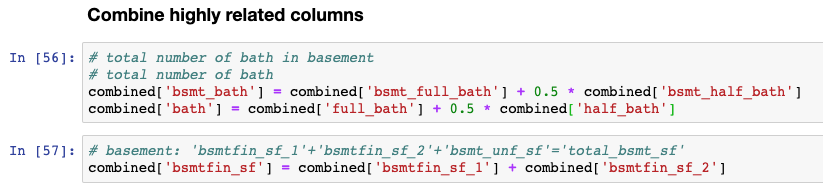 Combine highly related columns
In [56]: # total number of bath in basement
# total number of bath
combined['bsmt_bath'] = combined['bsmt_full_bath'] + 0.5 * combined['bsmt_half_bath']
combined['bath'] = combined['full_bath'] + 0.5 * combined['half_bath']
In [57]: # basement: 'bsmtfin_sf_1'+'bsmtfin_sf_2'+'bsmt_unf_sf'='total_bsmt_sf'
combined['bsmtfin_sf'] = combined['bsmtfin_sf_1'] + combined['bsmtfin_sf_2']